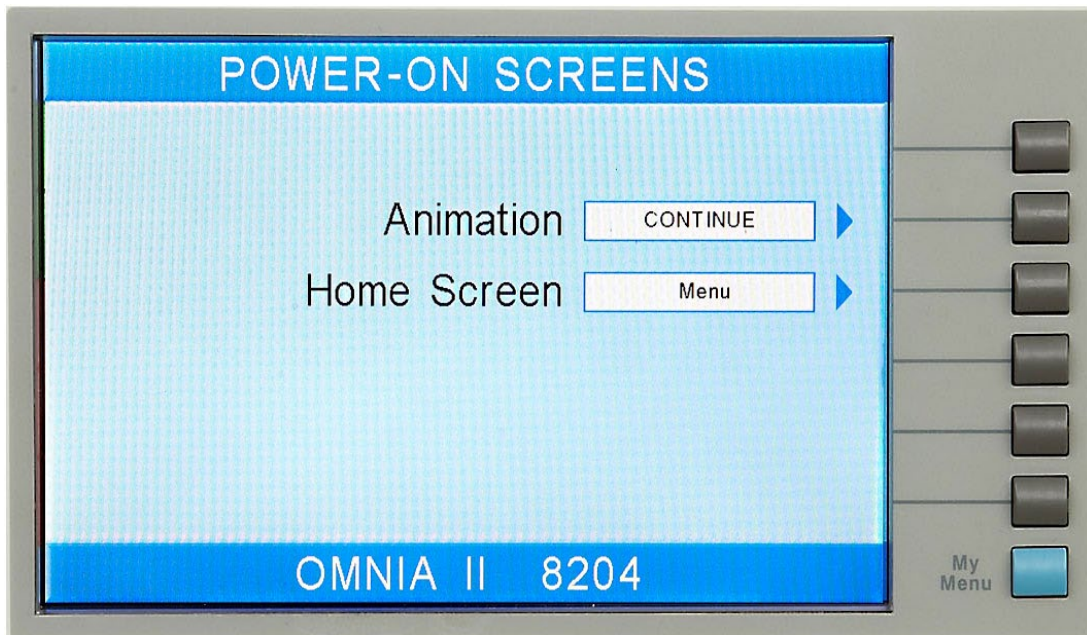 POWER-ON SCREENS
Animation CONTINUE
Home Screen Menu
OMNIA II 8204
My
Menu